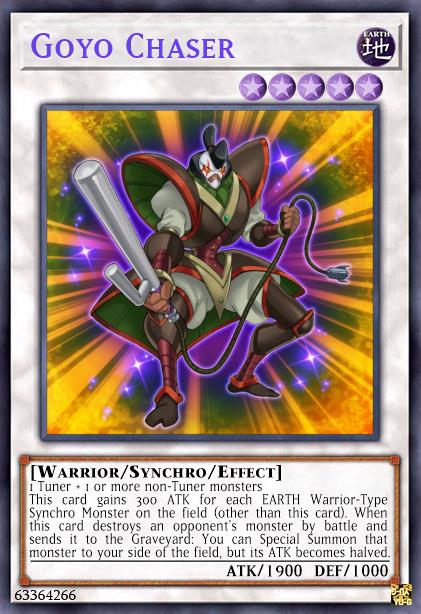 GOYO CHASER
EARTH
地
[WARRIOR/SYNCHRO/EFFECT]
1 Tuner + 1 or more non-Tuner monsters
This card gains 300 ATK for each EARTH Warrior-Type
Synchro Monster on the field (other than this card). When
this card destroys an opponent's monster by battle and
sends it to the Graveyard: You can Special Summon that
monster to your side of the field, but its ATK becomes halved.
ATK/1900 DEF/1000
63364266